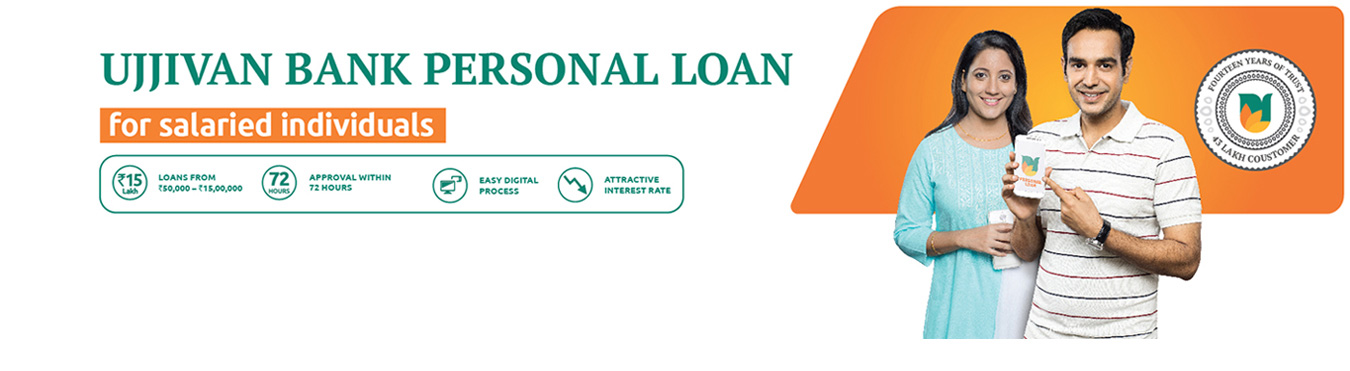 UJJIVAN BANK PERSONAL LOAN
for salaried individuals
₹15
Lakh
LOANS FROM
₹50,000 – ₹15,00,000
72
HOURS
APPROVAL WITHIN
72 HOURS
EASY DIGITAL
PROCESS
ATTRACTIVE
INTEREST RATE
FOURTEEN YEARS OF TRUST
43 LAKH COUSTOMER
PERSONAL
LOAN